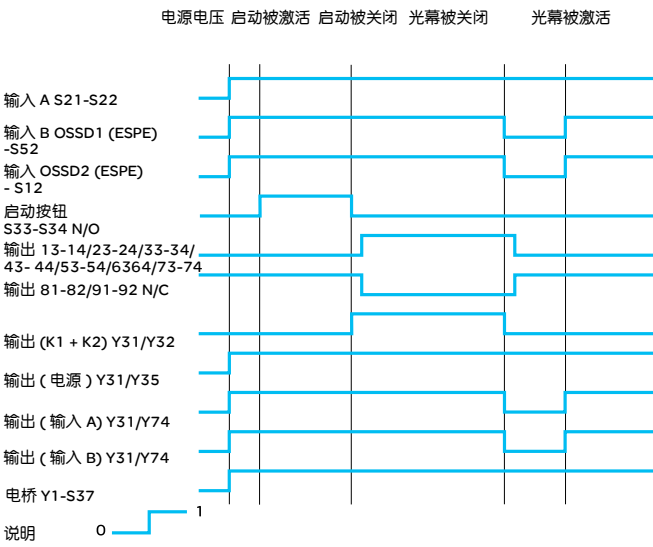 电源电压 启动被激活 启动被关闭 光幕被关闭 光幕被激活
输入 A S21-S22
输入 B OSSD1 (ESPE)
-S52
输入 OSSD2 (ESPE)
- S12
启动按钮
S33-S34 N/O
输出 13-14/23-24/33-34/
43- 44/53-54/6364/73-74
输出 81-82/91-92 N/C
输出 (K1 + K2) Y31/Y32
输出 ( 电源 ) Y31/Y35
输出 ( 输入 A) Y31/Y74
输出 ( 输入 B) Y31/Y74
电桥 Y1-S37
说明 0 1